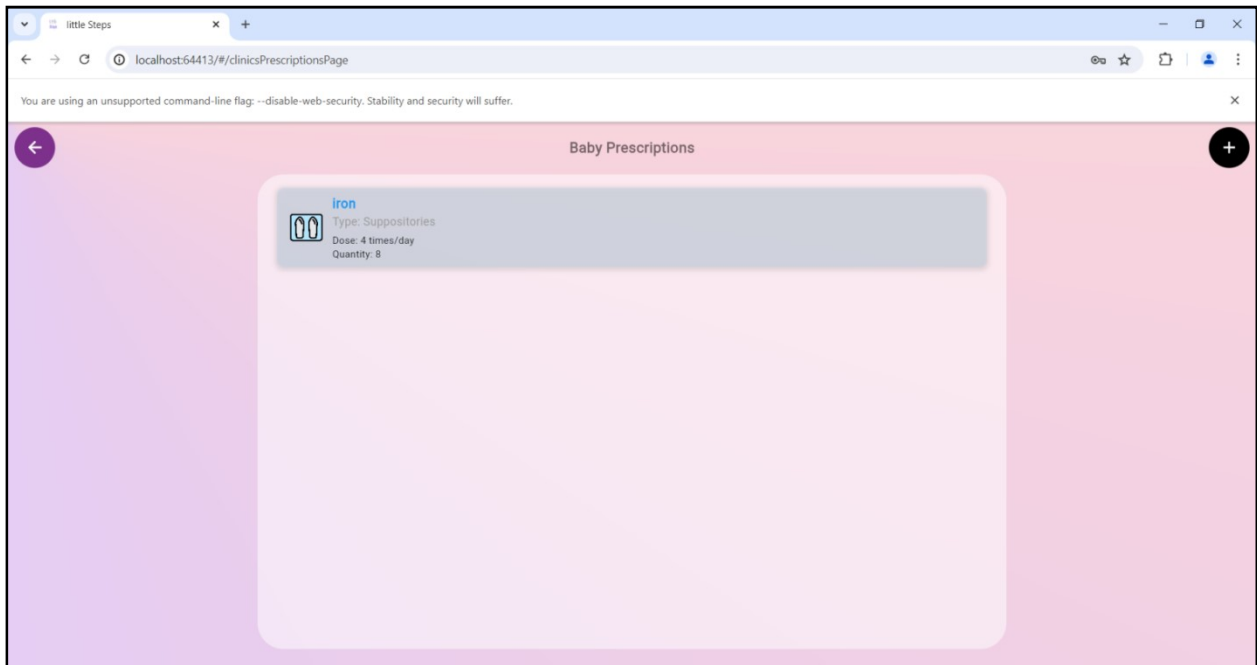 little Steps
localhost:64413/#/clinicsPrescriptionsPage
You are using an unsupported command-line flag: --disable-web-security. Stability and security will suffer.
Baby Prescriptions
iron
Type: Suppositories
Dose: 4 times/day
Quantity: 8